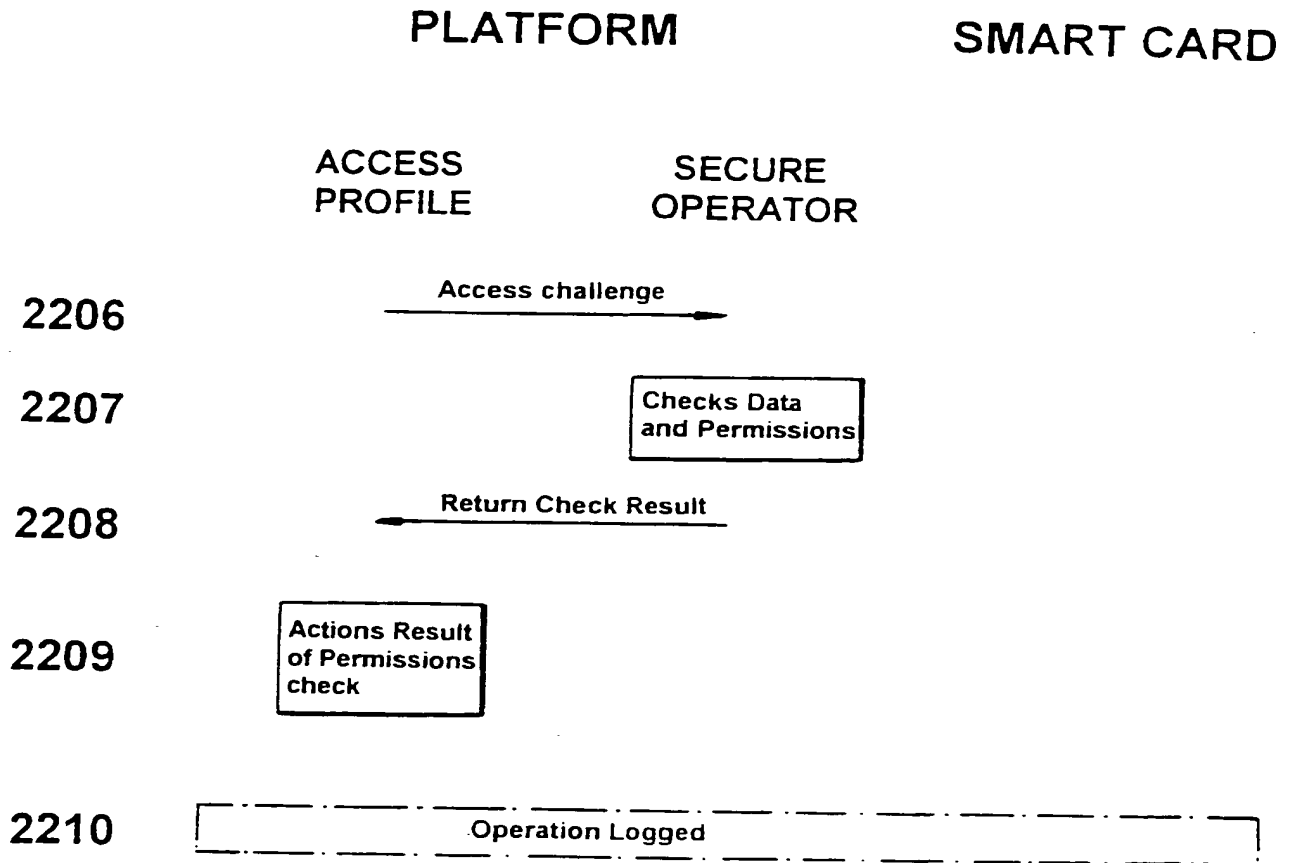 PLATFORM SMART CARD
ACCESS
PROFILE
SECURE
OPERATOR
2206 Access challenge
2207
Checks Data
and Permissions
2208 Return Check Result
2209
Actions Result
of Permissions
check
2210 Operation Logged